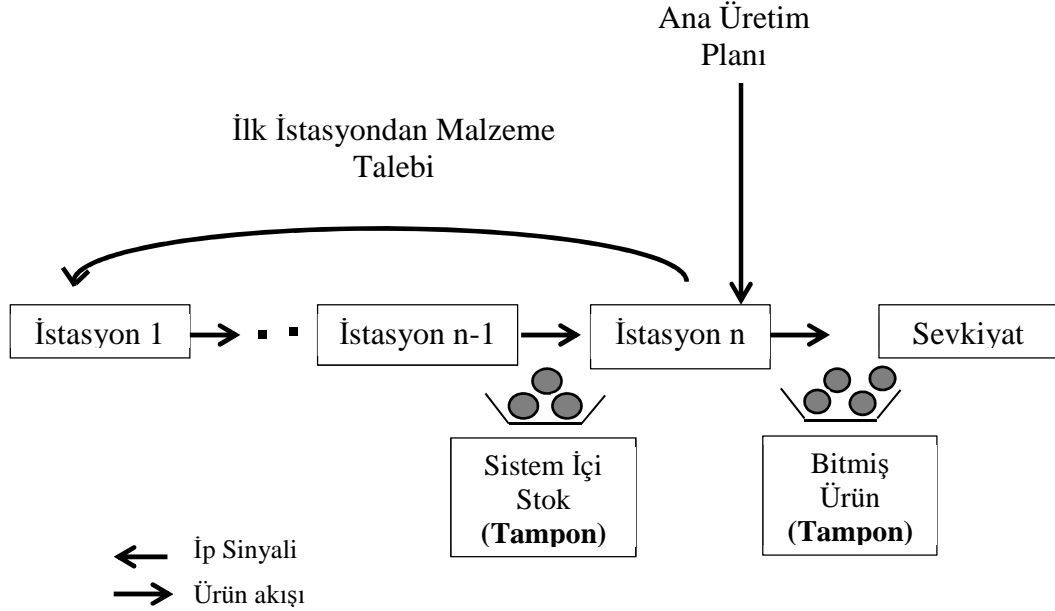 Ana Üretim
Planı
İlk İstasyondan Malzeme
Talebi
İstasyon 1
İstasyon n-1
İstasyon n
Sevkiyat
Sistem İçi
Stok
(Tampon)
Bitmiş
Ürün
(Tampon)
İp Sinyali
Ürün akışı